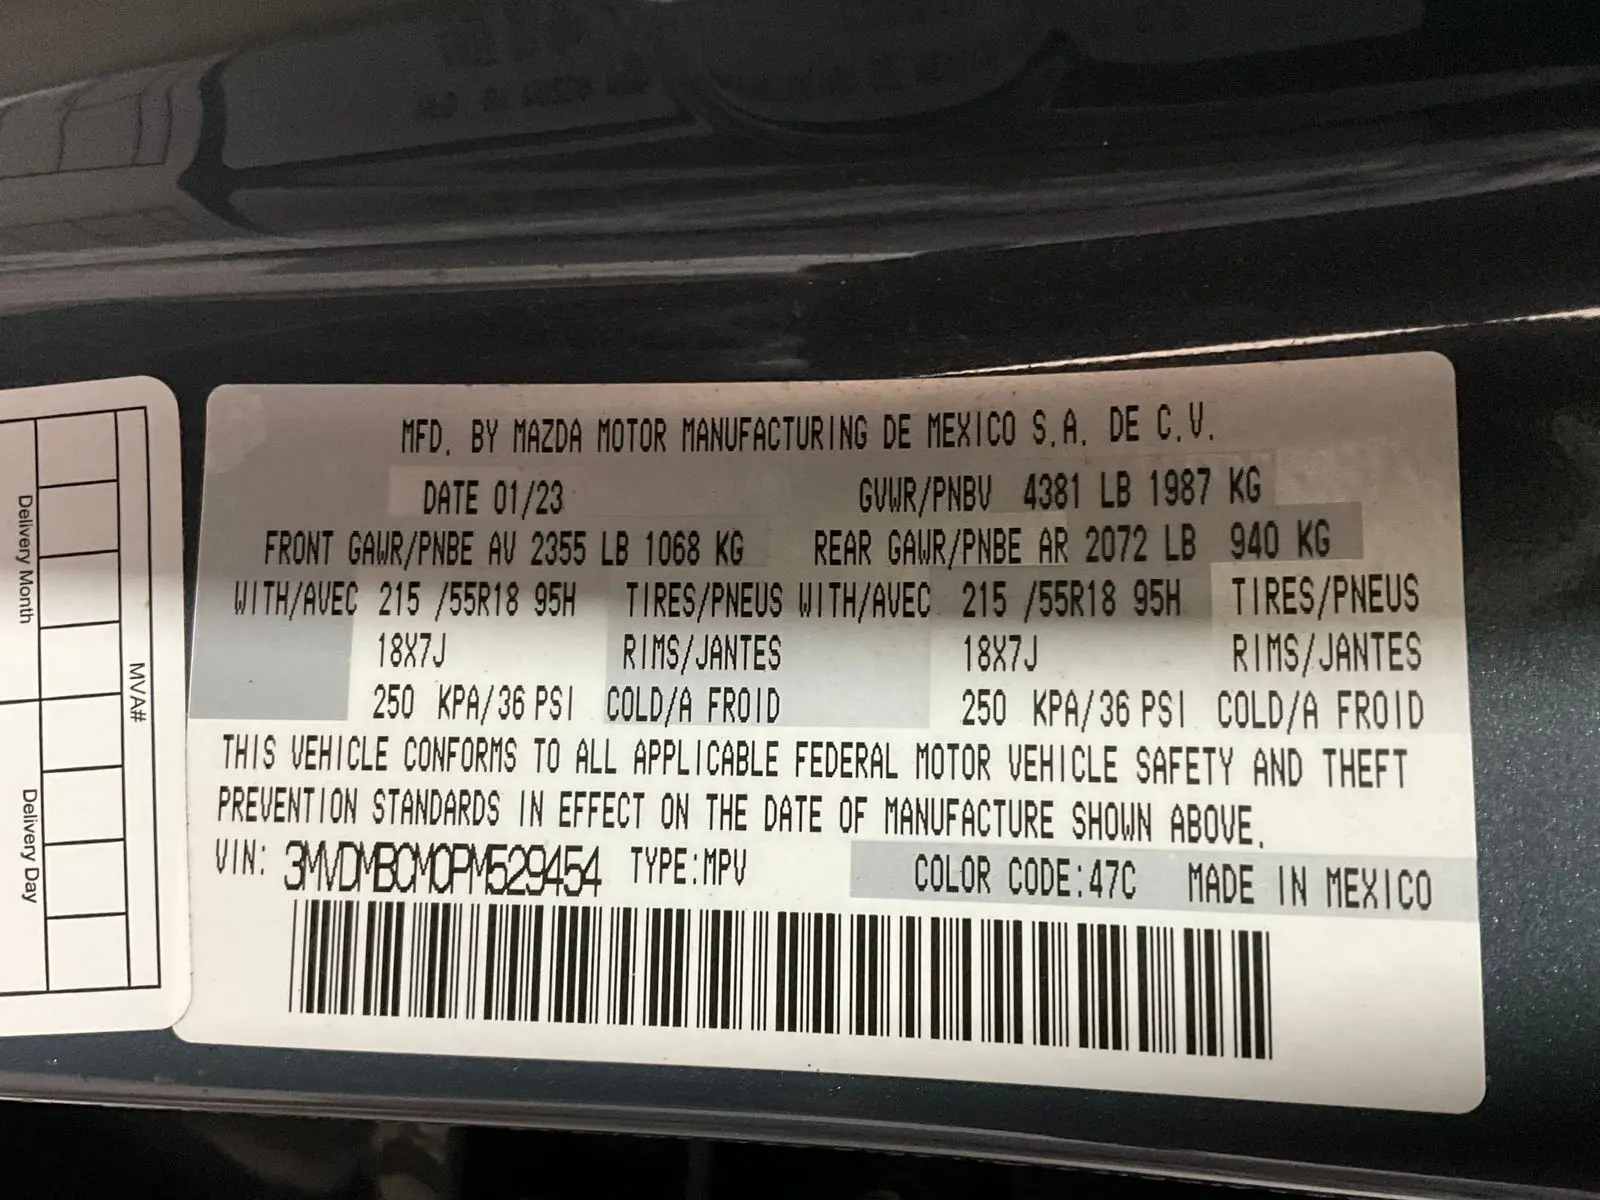 MFD. BY MAZDA MOTOR MANUFACTURING DE MEXICO S.A. DE C.V.
DATE 01/23 GVWR/PNBV 4381 LB 1987 KG
FRONT GAWR/PNBE AV 2355 LB 1068 KG REAR GAWR/PNBE AR 2072 LB 940 KG
WITH/AVEC 215 /55R18 95H TIRES/PNEUS WITH/AVEC 215 /55R18 95H TIRES/PNEUS
18X7J RIMS/JANTES 18X7J RIMS/JANTES
250 KPA/36 PSI COLD/A FROID 250 KPA/36 PSI COLD/A FROID
THIS VEHICLE CONFORMS TO ALL APPLICABLE FEDERAL MOTOR VEHICLE SAFETY AND THEFT
PREVENTION STANDARDS IN EFFECT ON THE DATE OF MANUFACTURE SHOWN ABOVE.
VIN: 3MVDMBCM0PM529454 TYPE:MPV COLOR CODE:47C MADE IN MEXICO
MVA#
Delivery Month
Delivery Day